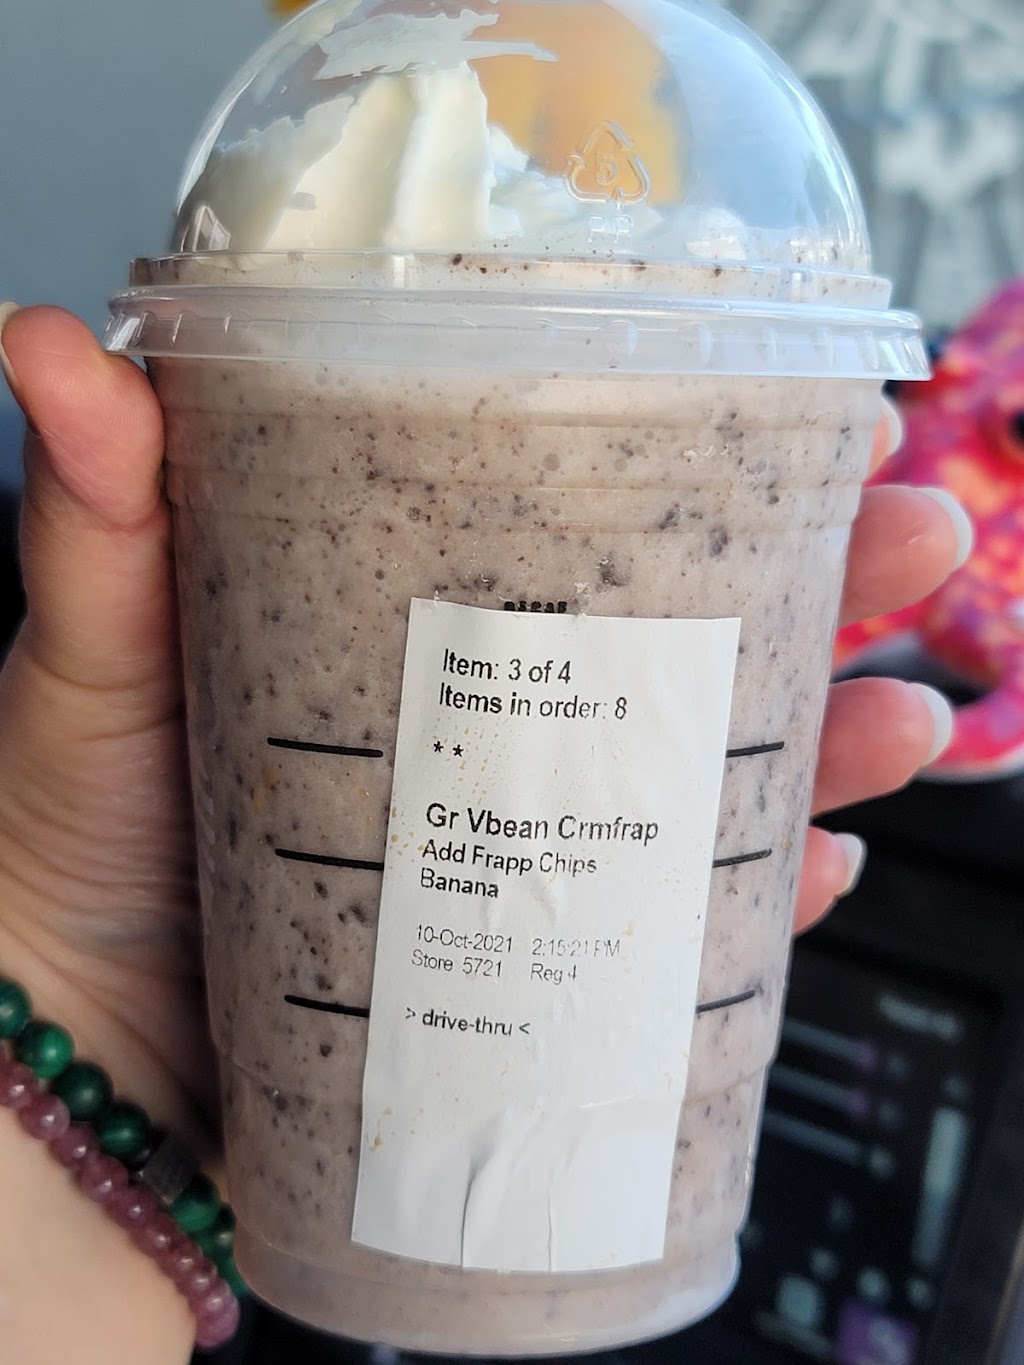 5
PP
DECAF
Item: 3 of 4
Items in order: 8
* *
Gr Vbean Crmfrap
Add Frapp Chips
Banana
10-Oct-2021 2:15:21 PM
Store 5721 Reg 4
> drive-thru <